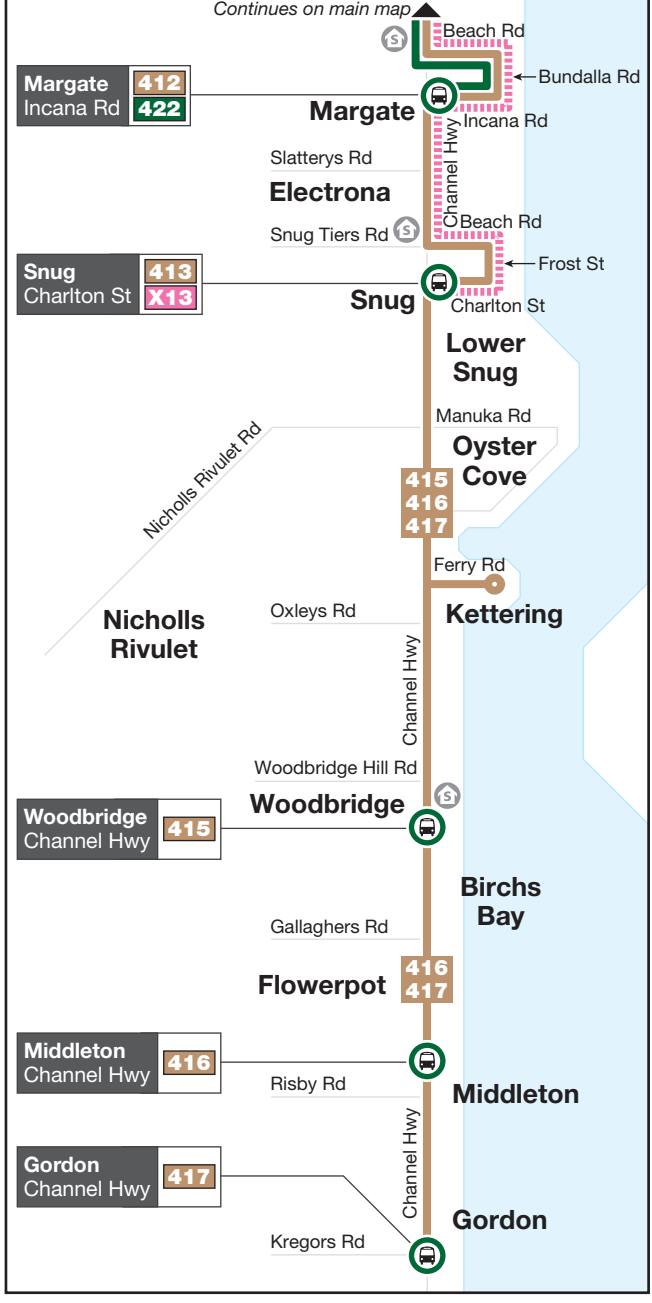 Continues on main map
S
Beach Rd
Bundalla Rd
Margate
Incana Rd
412
422
Margate
Incana Rd
Slatterys Rd
Channel Hwy
Electrona
Beach Rd
Snug Tiers Rd
S
Frost St
Snug
Charlton St
413
X13
Snug
Charlton St
Lower
Snug
Manuka Rd
Nicholls Rivulet Rd
Oyster
Cove
415
416
417
Ferry Rd
Nicholls
Rivulet
Oxleys Rd
Kettering
Channel Hwy
Woodbridge Hill Rd
S
Woodbridge
Woodbridge
Channel Hwy
415
Birchs
Bay
Gallaghers Rd
Flowerpot
416
417
Middleton
Channel Hwy
416
Risby Rd
Middleton
Channel Hwy
Gordon
Channel Hwy
417
Gordon
Kregors Rd